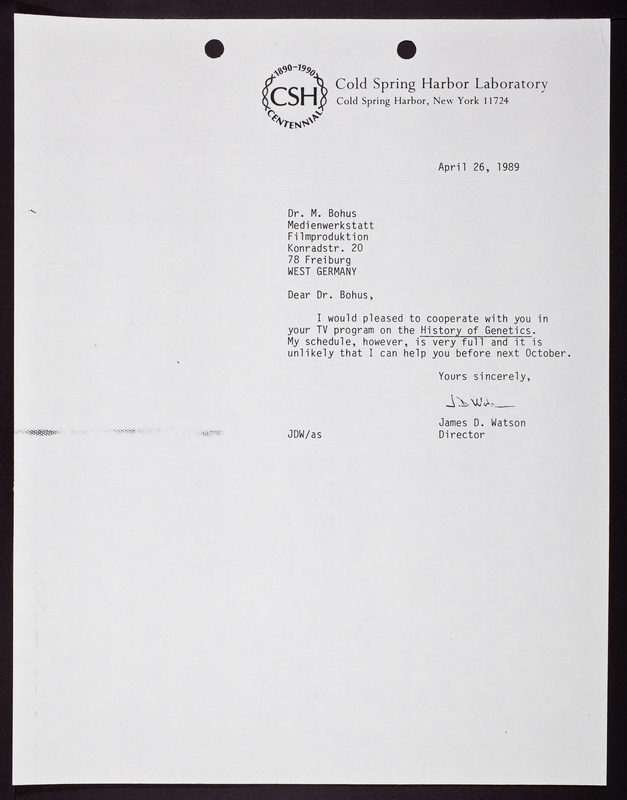 1890-1990
CSH
CENTENNIAL
Cold Spring Harbor Laboratory
Cold Spring Harbor, New York 11724
April 26, 1989
Dr. M. Bohus
Medienwerkstatt
Filmproduktion
Konradstr. 20
78 Freiburg
WEST GERMANY
Dear Dr. Bohus,
I would pleased to cooperate with you in
your TV program on the History of Genetics.
My schedule, however, is very full and it is
unlikely that I can help you before next October.
Yours sincerely,
J.D. Watson
James D. Watson
JDW/as Director